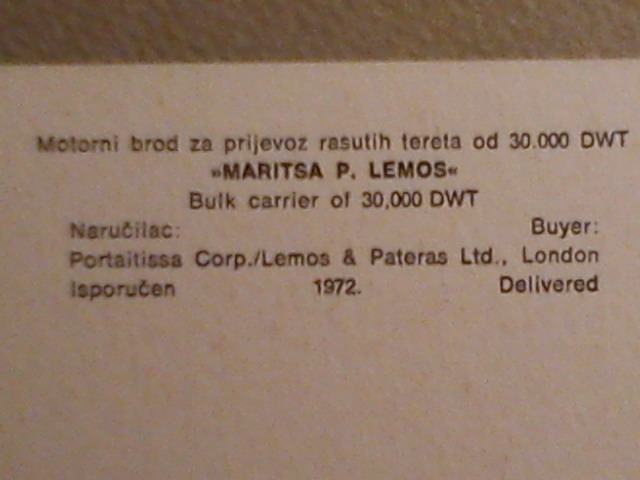 Motorni brod za prijevoz rasutih tereta od 30.000 DWT
»MARITSA P. LEMOS«
Bulk carrier of 30,000 DWT
Naručilac: Buyer:
Portaitissa Corp./Lemos & Pateras Ltd., London
Isporučen 1972. Delivered